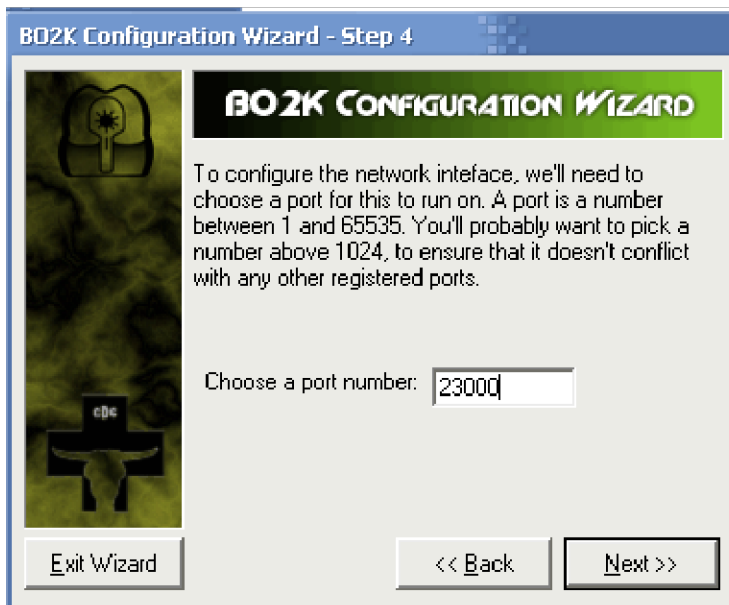 BO2K Configuration Wizard - Step 4
BO2K CONFIGURATION WIZARD
To configure the network inteface, we'll need to
choose a port for this to run on. A port is a number
between 1 and 65535. You'll probably want to pick a
number above 1024, to ensure that it doesn't conflict
with any other registered ports.
Choose a port number: 23000
cDc
Exit Wizard
<< Back
Next >>